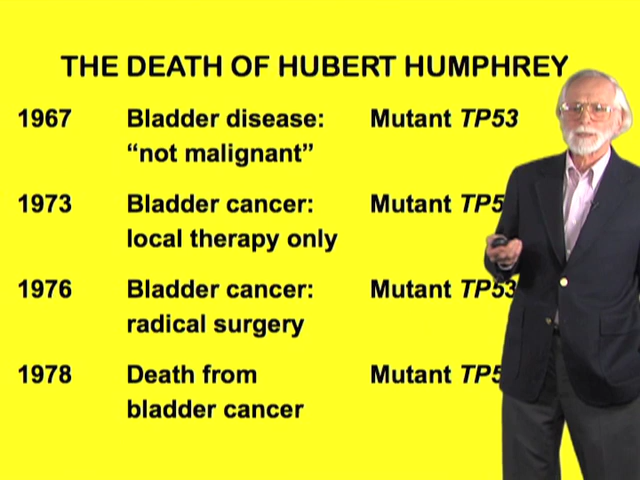 THE DEATH OF HUBERT HUMPHREY
1967 Bladder disease: Mutant TP53
"not malignant"
1973 Bladder cancer: Mutant TP5
local therapy only
1976 Bladder cancer: Mutant TP53
radical surgery
1978 Death from Mutant TP5
bladder cancer